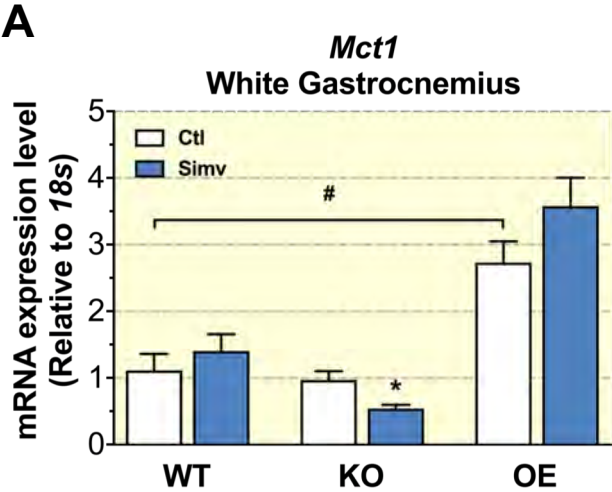 A
Mct1
White Gastrocnemius
mRNA expression level
(Relative to 18s)
5
4
3
2
1
0
Ctl
Simv
#
*
WT KO OE